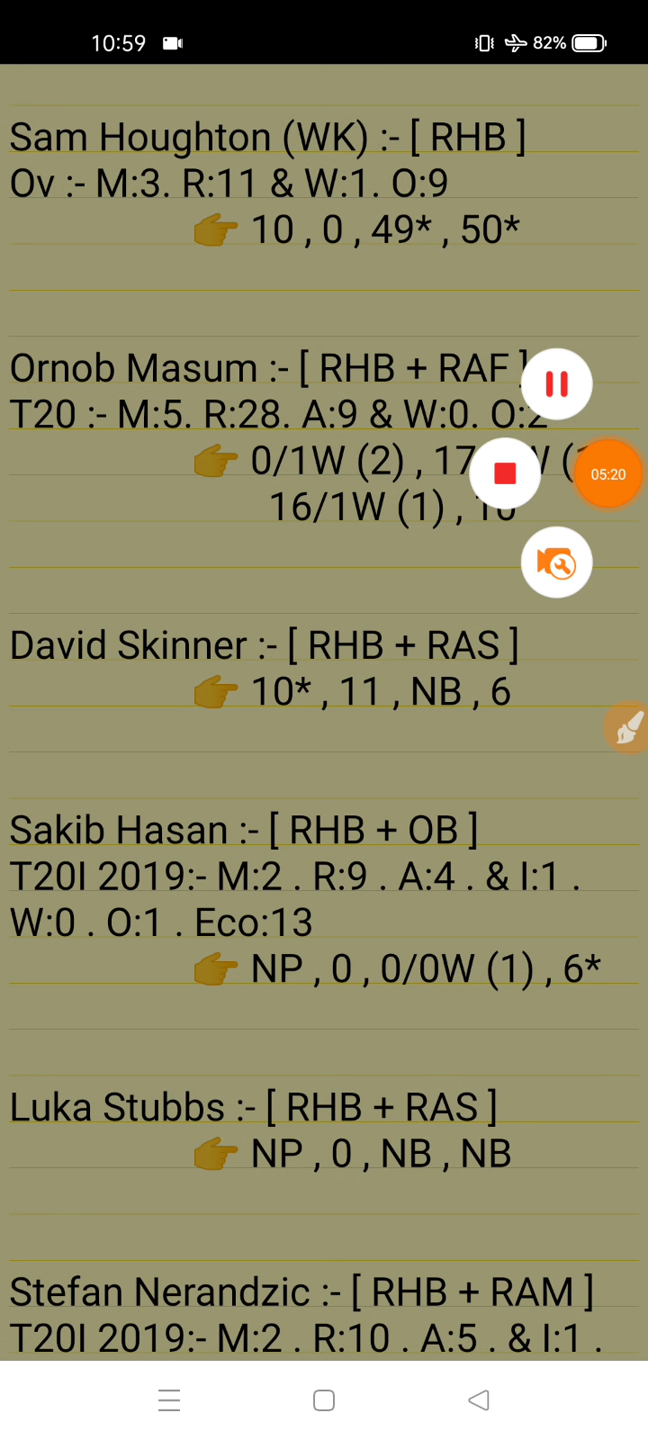 10:59 82%
Sam Houghton (WK) :- [ RHB ]
Ov :- M:3. R:11 & W:1. O:9
👉 10 , 0 , 49* , 50*
Ornob Masum :- [ RHB + RAF ]
T20 :- M:5. R:28. A:9 & W:0. O:2
👉 0/1W (2) , 17
16/1W (1) , 10
05:20
David Skinner :- [ RHB + RAS ]
👉 10* , 11 , NB , 6
Sakib Hasan :- [ RHB + OB ]
T20I 2019:- M:2 . R:9 . A:4 . & I:1 .
W:0 . O:1 . Eco:13
👉 NP , 0 , 0/0W (1) , 6*
Luka Stubbs :- [ RHB + RAS ]
👉 NP , 0 , NB , NB
Stefan Nerandzic :- [ RHB + RAM ]
T20I 2019:- M:2 . R:10 . A:5 . & I:1 .